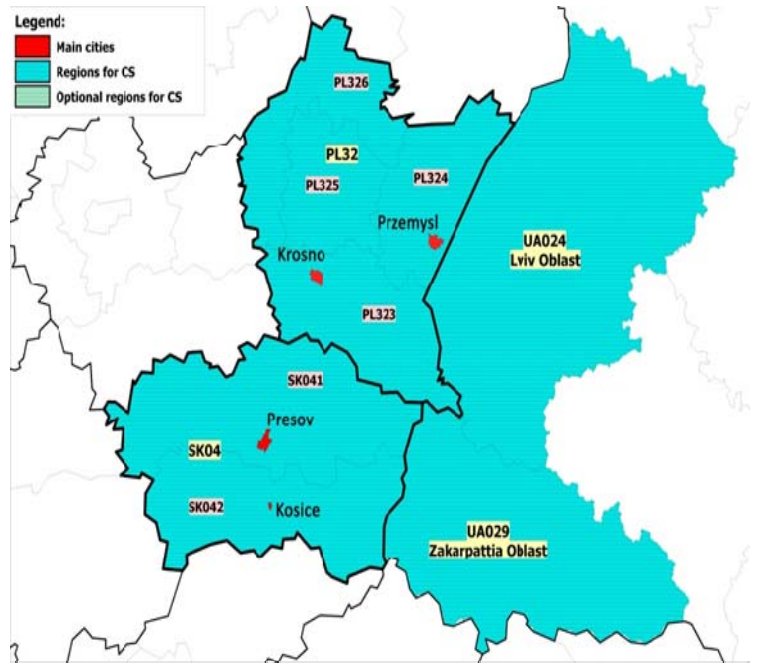 Legend:
Main cities
Regions for CS
Optional regions for CS
PL326
PL32
PL325
PL324
Przemysl
Krosno
UA024
Lviv Oblast
PL323
SK041
Presov
SK04
SK042
Kosice
UA029
Zakarpattia Oblast